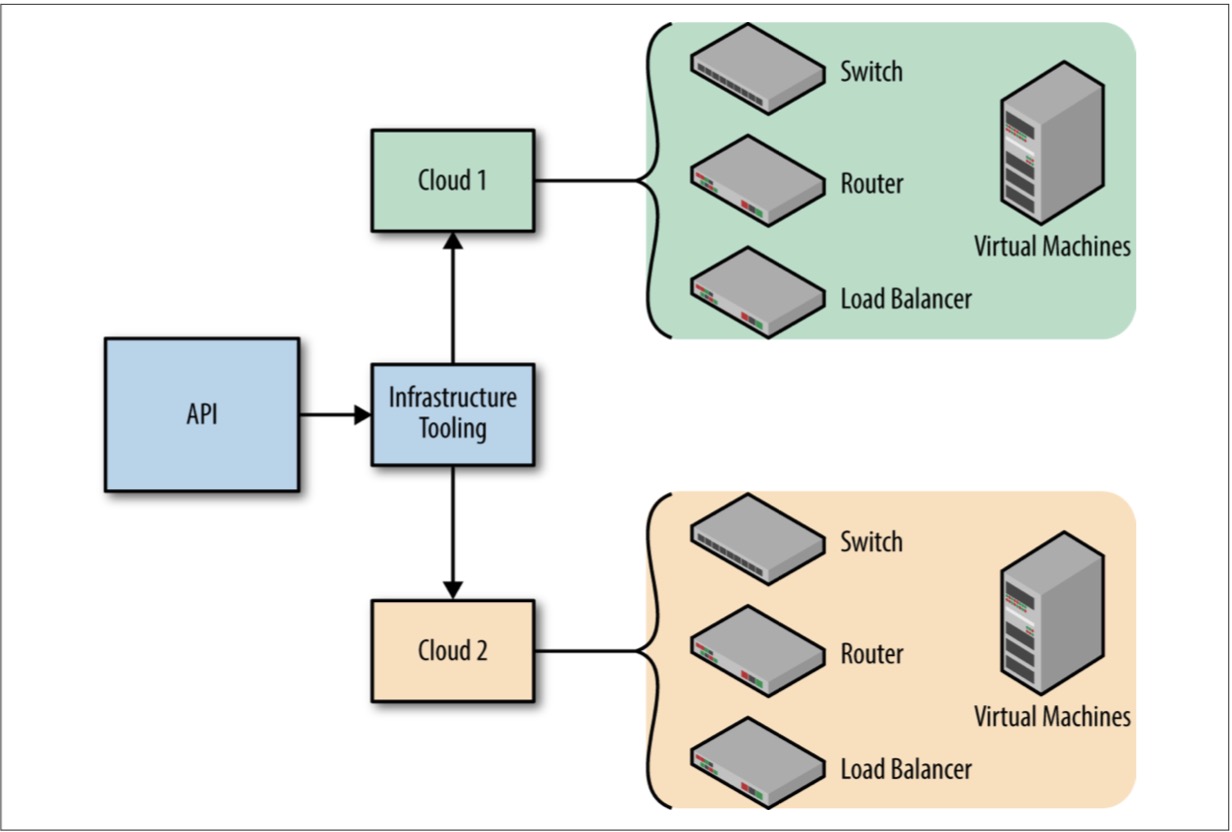 Switch
Router
Load Balancer
Virtual Machines
Cloud 1
API
Infrastructure
Tooling
Cloud 2
Switch
Router
Load Balancer
Virtual Machines